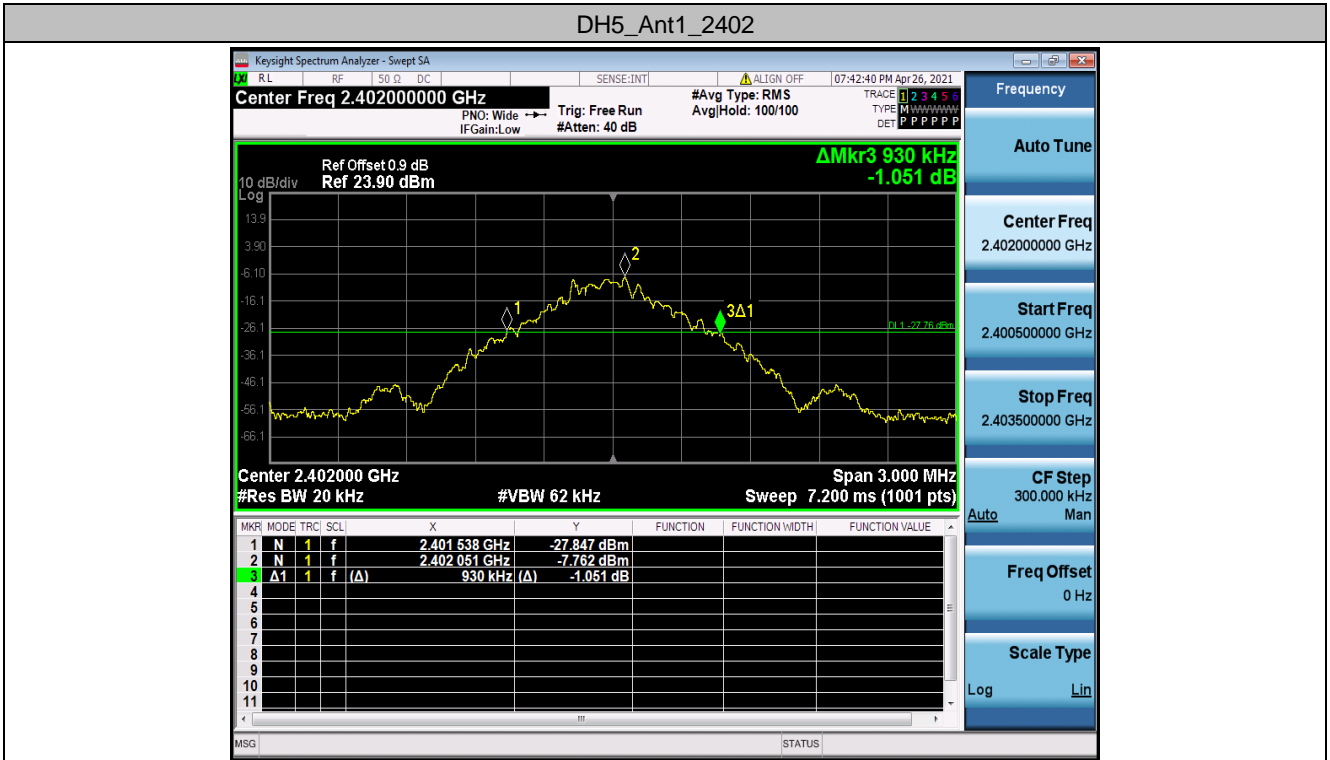 DH5_Ant1_2402
Keysight Spectrum Analyzer - Swept SA
LXI RL RF 50 Ω DC SENSE:INT ALIGN OFF 07:42:40 PM Apr 26, 2021
Center Freq 2.402000000 GHz
PNO: Wide
IFGain:Low
Trig: Free Run
#Atten: 40 dB
#Avg Type: RMS
Avg|Hold: 100/100
TRACE 1 2 3 4 5 6
TYPE M W W W W W
DET P P P P P P
Frequency
Auto Tune
Center Freq
2.402000000 GHz
Start Freq
2.400500000 GHz
Stop Freq
2.403500000 GHz
CF Step
300.000 kHz
Auto Man
Freq Offset
0 Hz
Scale Type
Log Lin
ΔMkr3 930 kHz
-1.051 dB
Ref Offset 0.9 dB
10 dB/div Ref 23.90 dBm
Log
13.9
3.90
-6.10
-16.1
-26.1
-36.1
-46.1
-56.1
-66.1
1
2
3Δ1
DL1 -27.76 dBm
Center 2.402000 GHz Span 3.000 MHz
#Res BW 20 kHz #VBW 62 kHz Sweep 7.200 ms (1001 pts)
MKR MODE TRC SCL X Y FUNCTION FUNCTION WIDTH FUNCTION VALUE
1 N 1 f 2.401 538 GHz -27.847 dBm
2 N 1 f 2.402 051 GHz -7.762 dBm
3 Δ1 1 f (Δ) 930 kHz (Δ) -1.051 dB
4
5
6
7
8
9
10
11
MSG STATUS